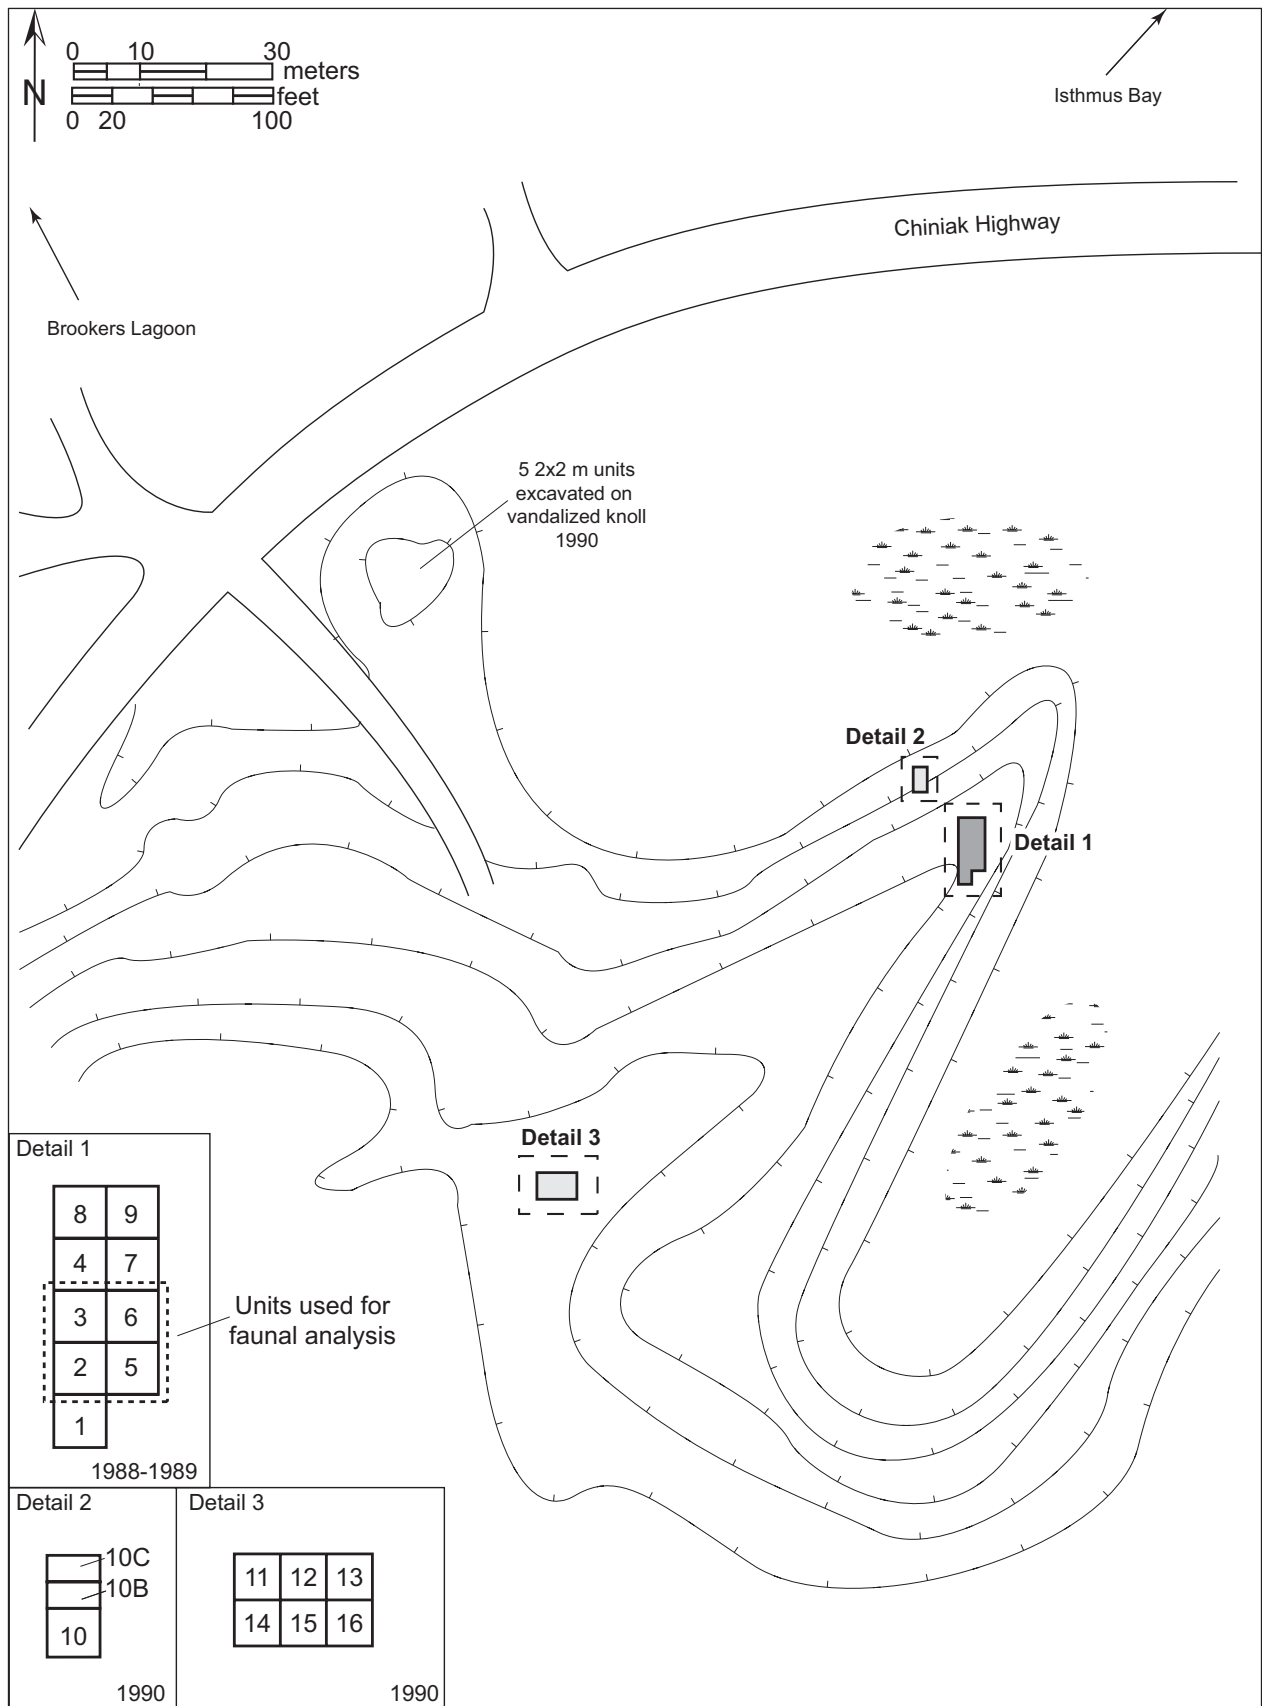 0 10 30
meters
feet
0 20 100
N
Isthmus Bay
Chiniak Highway
Brookers Lagoon
5 2x2 m units
excavated on
vandalized knoll
1990
Detail 2
Detail 1
Detail 3
Detail 1
8 9
4 7
3 6
2 5
1
1988-1989
Units used for
faunal analysis
Detail 2
10C
10B
10
1990
Detail 3
11 12 13
14 15 16
1990